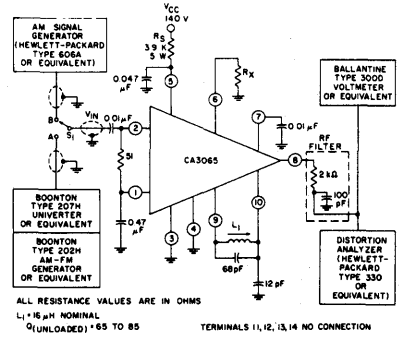 AM SIGNAL
GENERATOR
(HEWLETT-PACKARD
TYPE 606A
OR EQUIVALENT)
VCC
140 V
RS
3.9 K
5 W
0.047
μF
5
6
RX
7
0.01 μF
BALLANTINE
TYPE 300D
VOLTMETER
OR EQUIVALENT
B
A
S1
VIN
0.01 μF
2
51
1
0.47
μF
CA3065
8
RF
FILTER
2 kΩ
100
pF
3
4
9
10
L1
68pF
12 pF
BOONTON
TYPE 207H
UNIVERTER
OR EQUIVALENT
BOONTON
TYPE 202H
AM-FM
GENERATOR OR
EQUIVALENT
DISTORTION
ANALYZER
(HEWLETT-
PACKARD
TYPE 330
OR
EQUIVALENT)
ALL RESISTANCE VALUES ARE IN OHMS
L1 = 16 μH NOMINAL
Q(UNLOADED) = 65 TO 85
TERMINALS 11, 12, 13, 14 NO CONNECTION